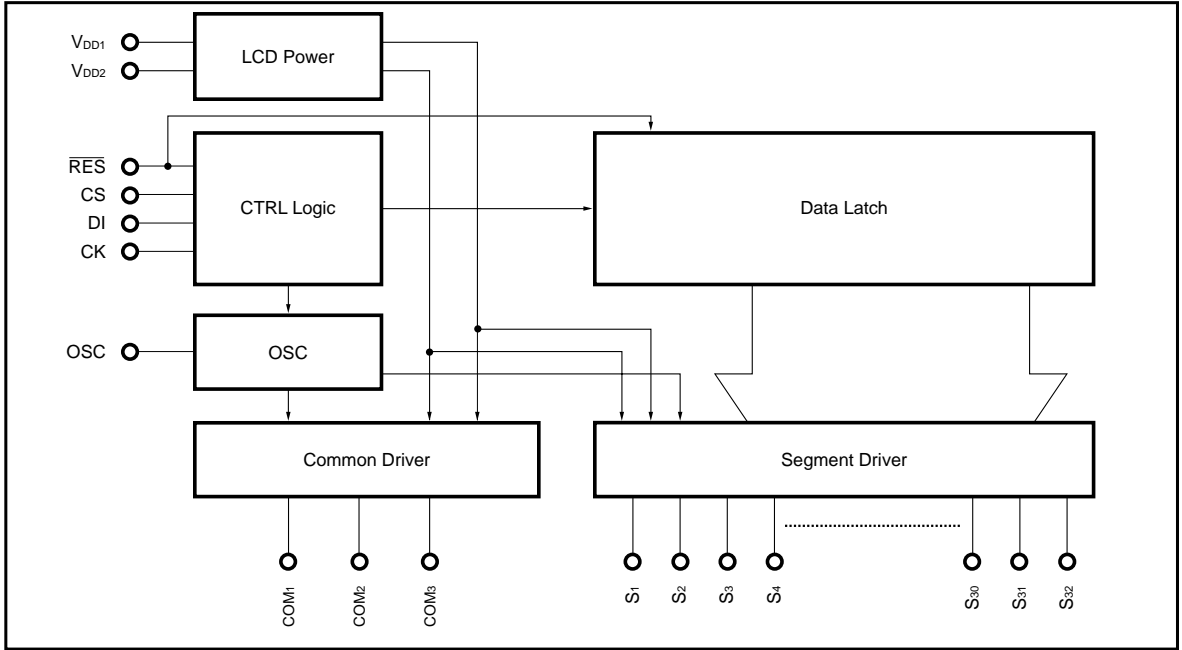 VDD1
LCD Power
VDD2
RES
CS
CTRL Logic
Data Latch
DI
CK
OSC
OSC
Common Driver
Segment Driver
COM1
COM2
COM3
S1
S2
S3
S4
S30
S31
S32